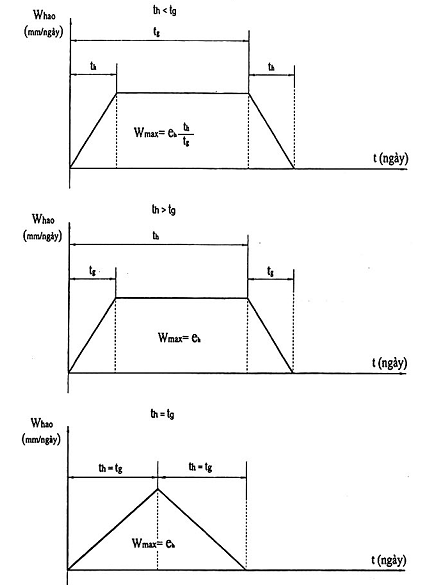 th < tg
Whao
(mm/ngày)
tg
th
th
Wmax= eh th/tg
t (ngày)
th > tg
Whao
(mm/ngày)
th
tg
tg
Wmax= eh
t (ngày)
th = tg
Whao
(mm/ngày)
th = tg
th = tg
Wmax= eh
t (ngày)